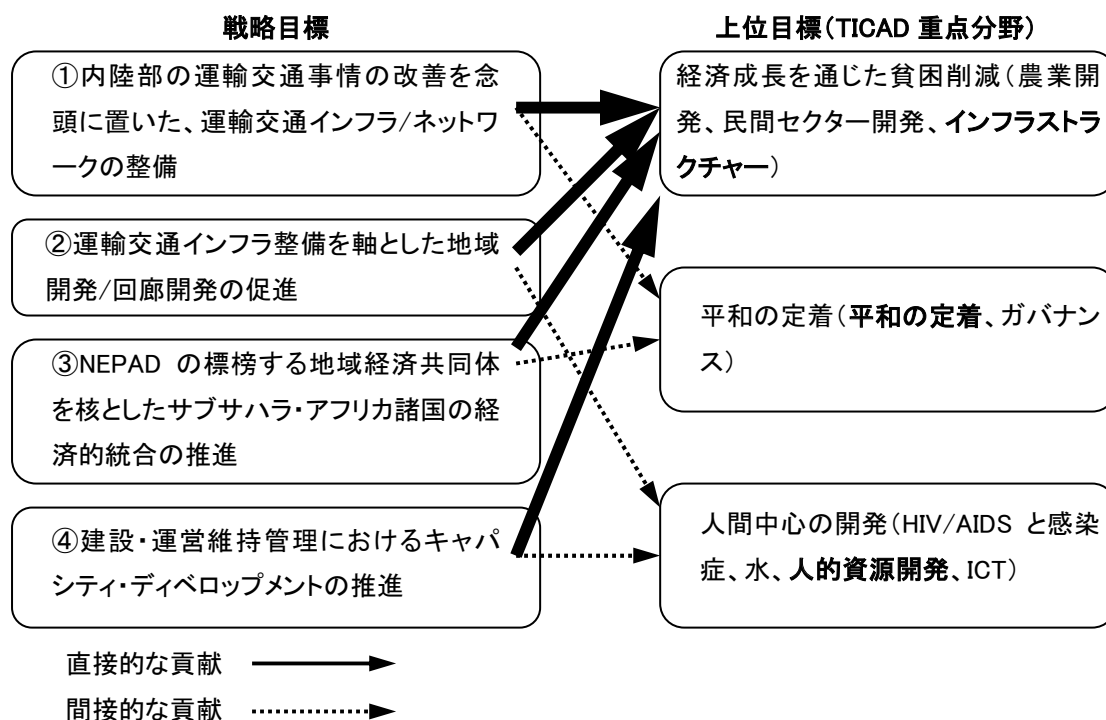 戦略目標
①内陸部の運輸交通事情の改善を念
頭に置いた、運輸交通インフラ/ネットワ
ークの整備
②運輸交通インフラ整備を軸とした地域
開発/回廊開発の促進
③NEPAD の標榜する地域経済共同体
を核としたサブサハラ・アフリカ諸国の経
済的統合の推進
④建設・運営維持管理におけるキャパ
シティ・ディベロップメントの推進
上位目標(TICAD 重点分野)
経済成長を通じた貧困削減(農業開
発、民間セクター開発、インフラストラ
クチャー)
平和の定着(平和の定着、ガバナン
ス)
人間中心の開発(HIV/AIDS と感染
症、水、人的資源開発、ICT)
直接的な貢献
間接的な貢献